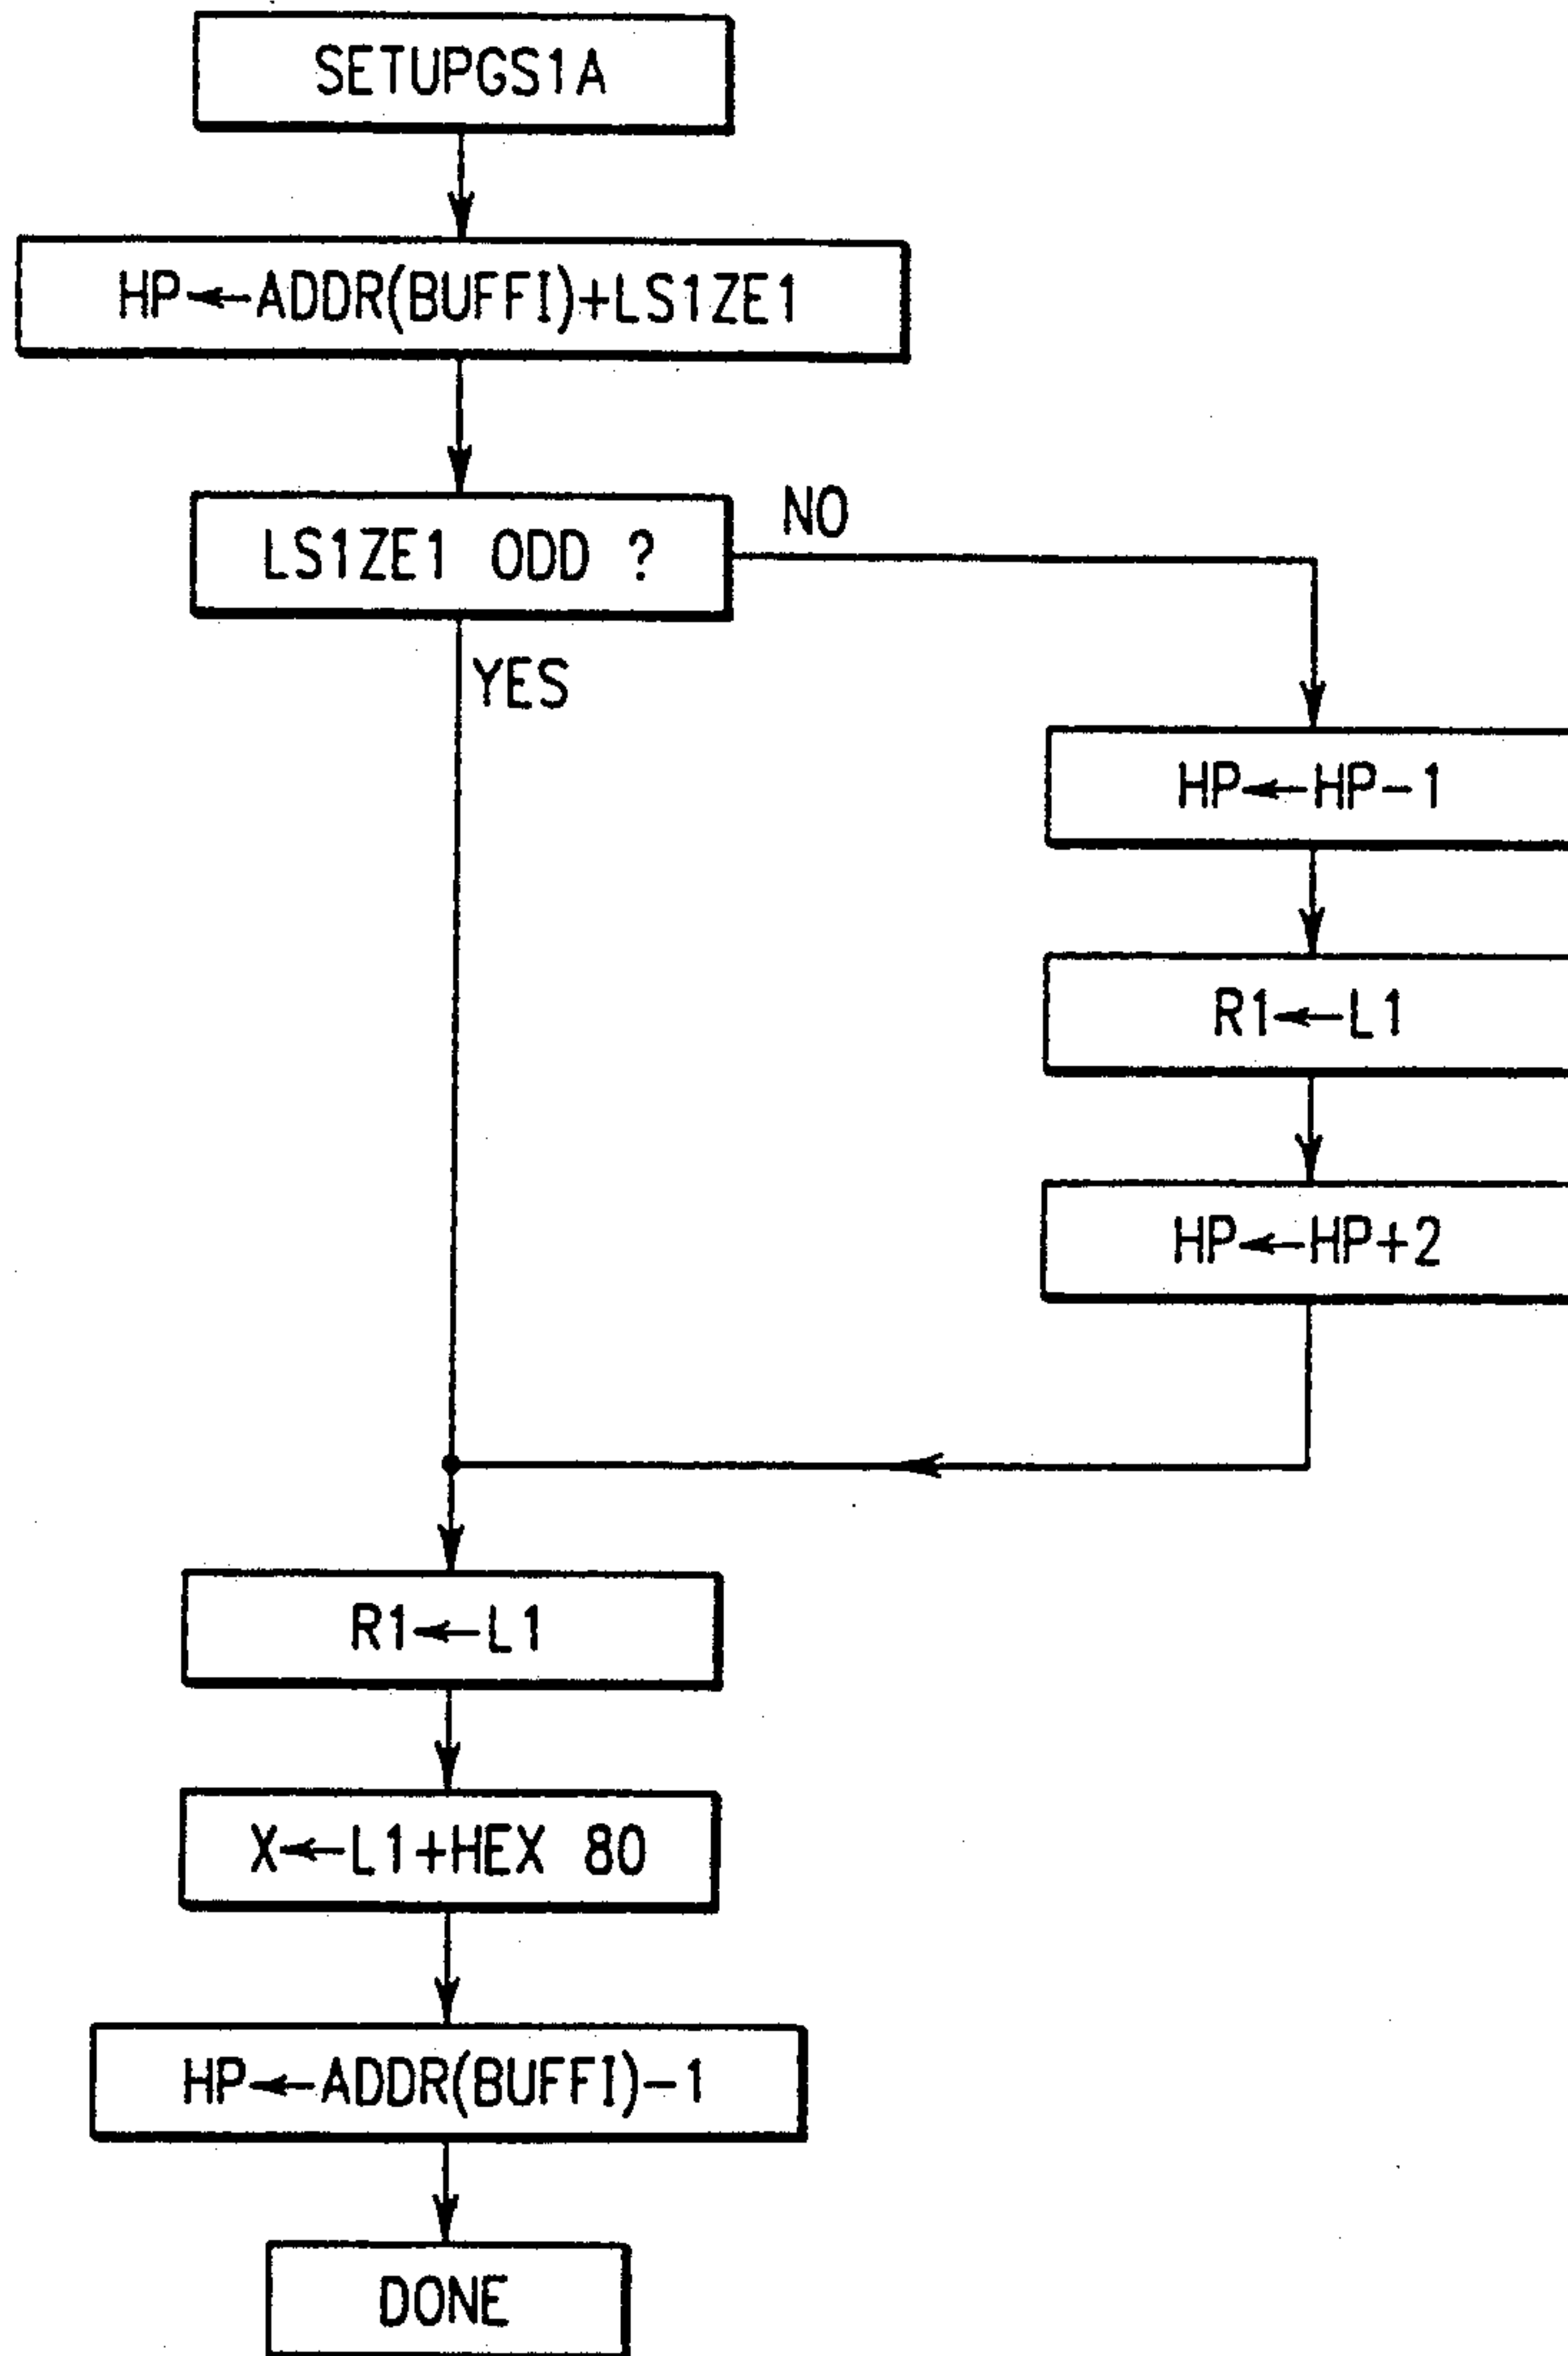 SETUPGS1A
HP←ADDR(BUFFI)+LS1ZE1
LS1ZE1 ODD ?
NO
YES
HP←HP-1
R1←L1
HP←HP+2
R1←L1
X←L1+HEX 80
HP←ADDR(BUFFI)-1
DONE